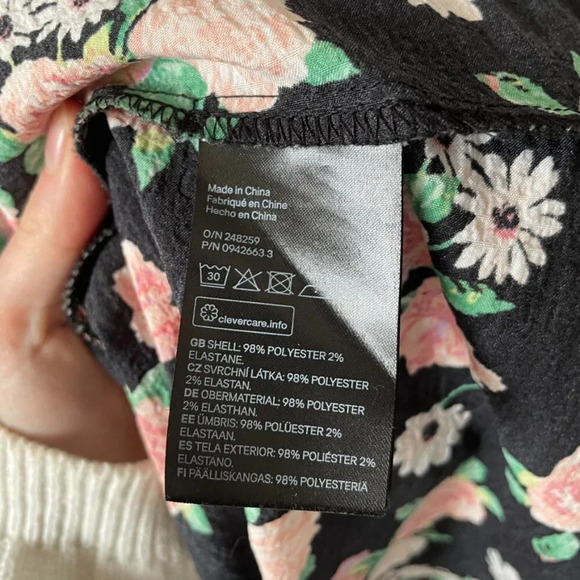 Made in China
Fabriqué en Chine
Hecho en China
O/N 248259
P/N 0942663 3
30
clevercare.info
GB SHELL: 98% POLYESTER 2%
ELASTANE.
CZ SVRCHNÍ LÁTKA: 98% POLYESTER
2% ELASTAN.
DE OBERMATERIAL: 98% POLYESTER
2% ELASTHAN.
EE ÜMBRIS: 98% POLÜESTER 2%
ELASTAAN.
ES TELA EXTERIOR: 98% POLIÉSTER 2%
ELASTANO.
FI PÄÄLLISKANGAS: 98% POLYESTERIÄ